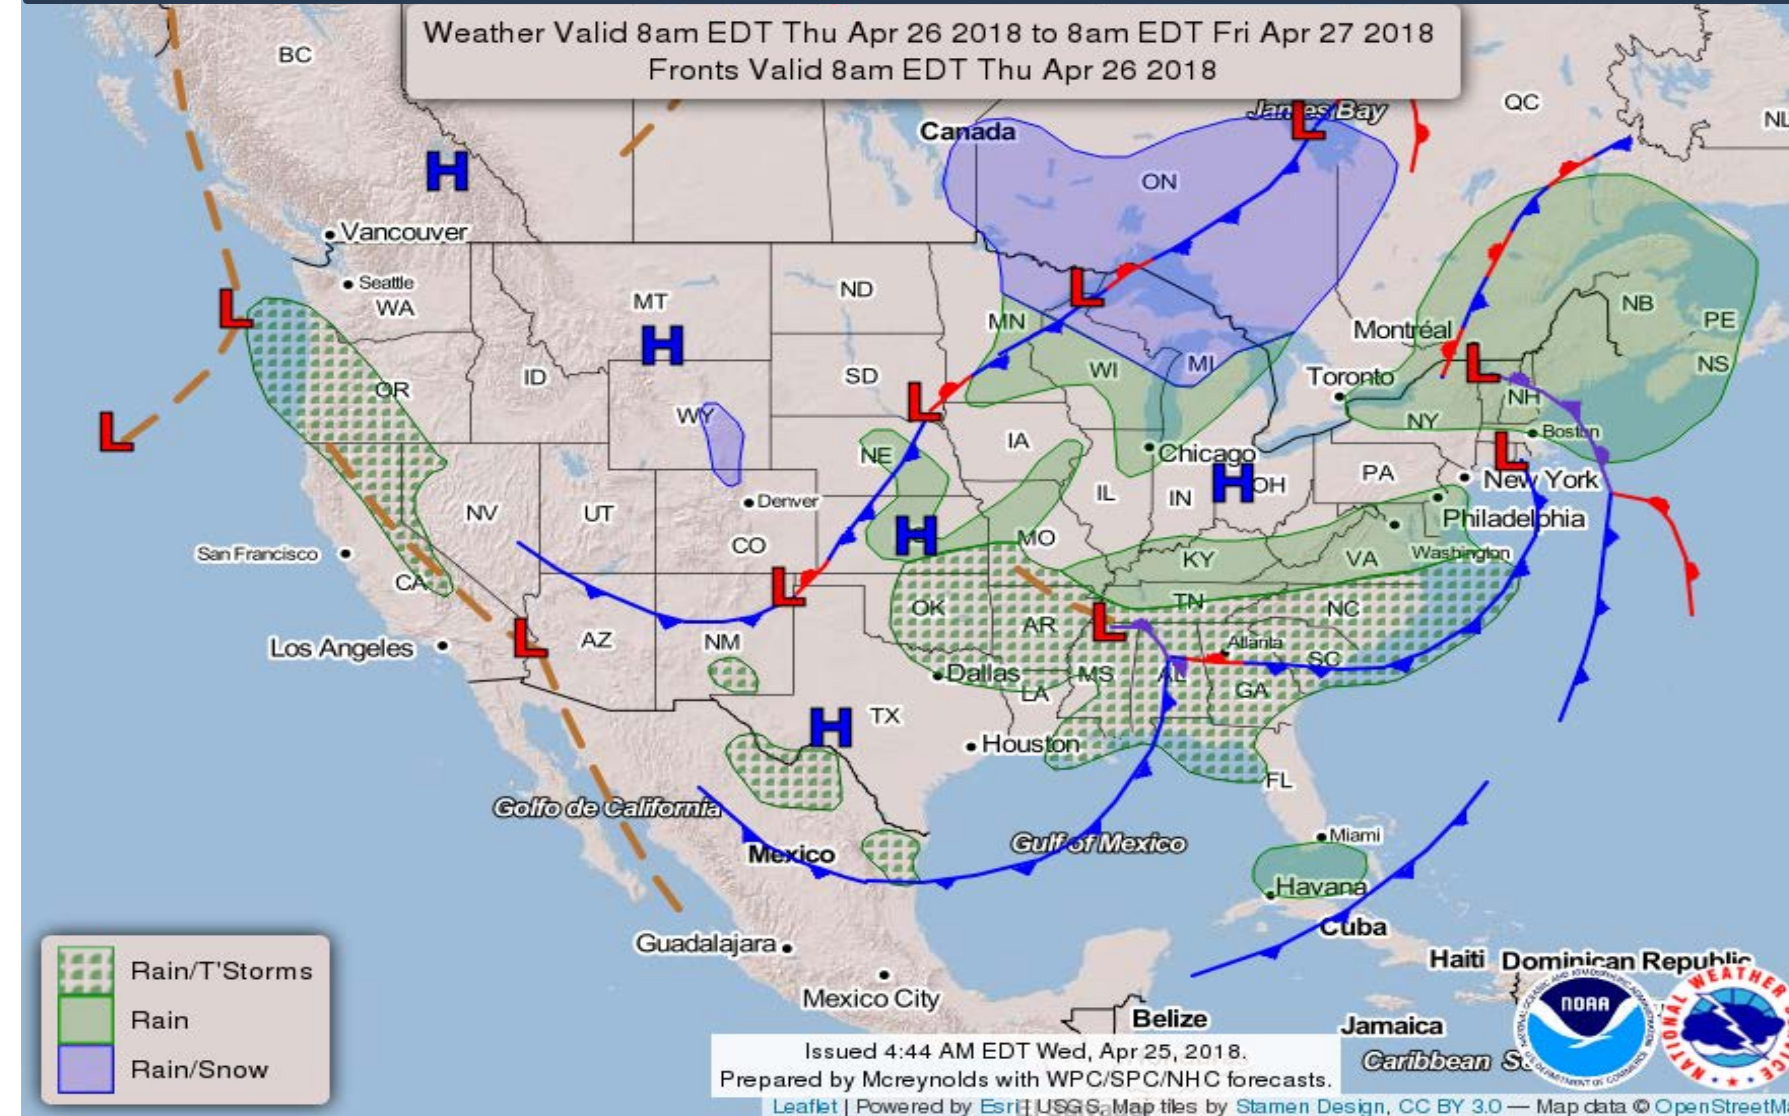 Weather Valid 8am EDT Thu Apr 26 2018 to 8am EDT Fri Apr 27 2018
Fronts Valid 8am EDT Thu Apr 26 2018
BC
James Bay
QC
NL
Canada
L
H
ON
Vancouver
Seattle
WA
L
MT
H
ND
L
MN
NB
PE
Montréal
NS
L
OR
ID
SD
WI
MI
Toronto
NH
L
WY
L
NY
Boston
NE
IA
Chicago
L
New York
H
OH
PA
NV
UT
Denver
IL
IN
Philadelphia
San Francisco
CO
H
MO
KY
VA
Washington
CA
L
OK
AR
TN
NC
L
Los Angeles
L
AZ
NM
Atlanta
SC
Dallas
MS
AL
GA
LA
H
TX
Houston
FL
Golfo de California
Miami
Mexico
Gulf of Mexico
Havana
Cuba
Guadalajara
Haiti
Dominican Republic
Mexico City
Belize
Jamaica
Caribbean S
NOAA
NATIONAL WEATHER
Rain/T'Storms
Rain
Rain/Snow
Issued 4:44 AM EDT Wed, Apr 25, 2018.
Prepared by Mcreynolds with WPC/SPC/NHC forecasts.
Leaflet | Powered by Esri | USGS, Map tiles by Stamen Design, CC BY 3.0 — Map data © OpenStreetM